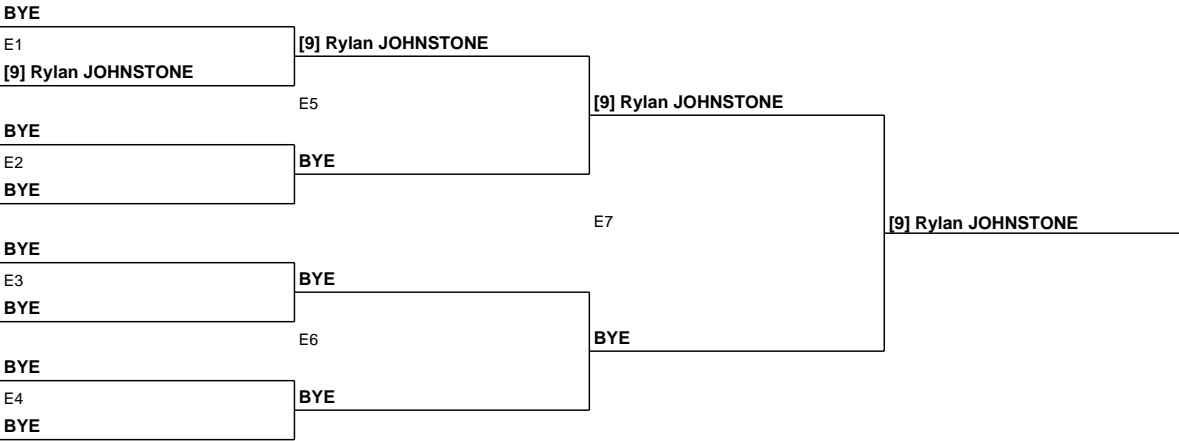 BYE
E1
[9] Rylan JOHNSTONE
[9] Rylan JOHNSTONE
E5
[9] Rylan JOHNSTONE
BYE
E2
BYE
BYE
E7
[9] Rylan JOHNSTONE
BYE
E3
BYE
BYE
E6
BYE
BYE
E4
BYE
BYE